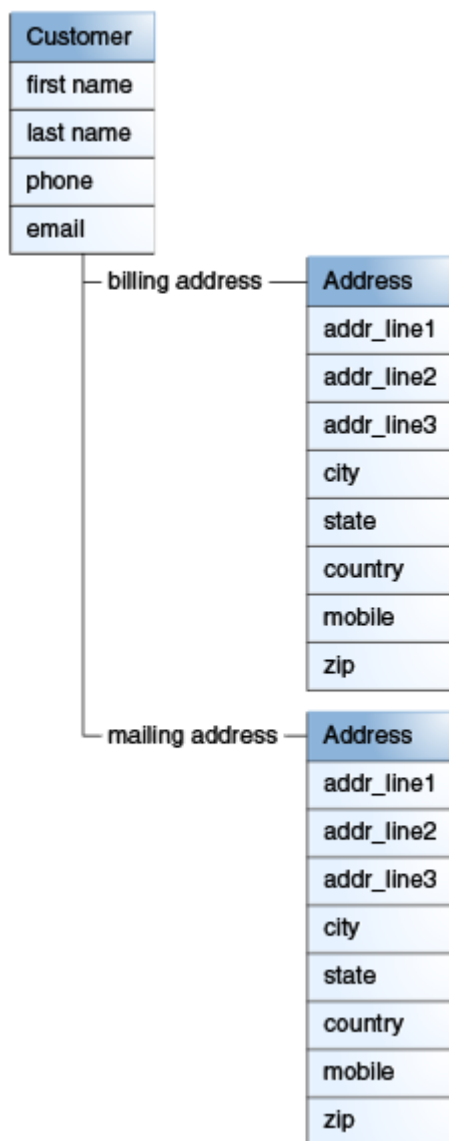 Customer
first name
last name
phone
email
billing address
Address
addr_line1
addr_line2
addr_line3
city
state
country
mobile
zip
mailing address
Address
addr_line1
addr_line2
addr_line3
city
state
country
mobile
zip